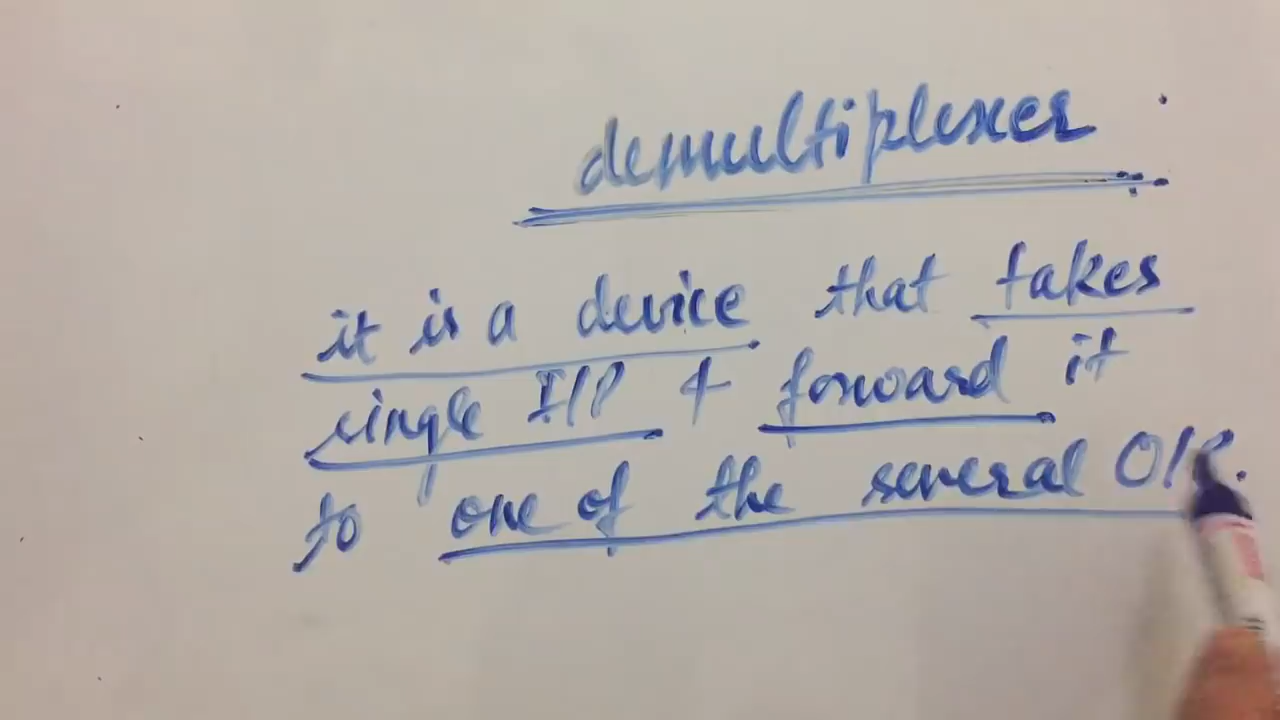 demultiplexer
it is a device that takes
single I/P & forward it
to one of the several O/P.